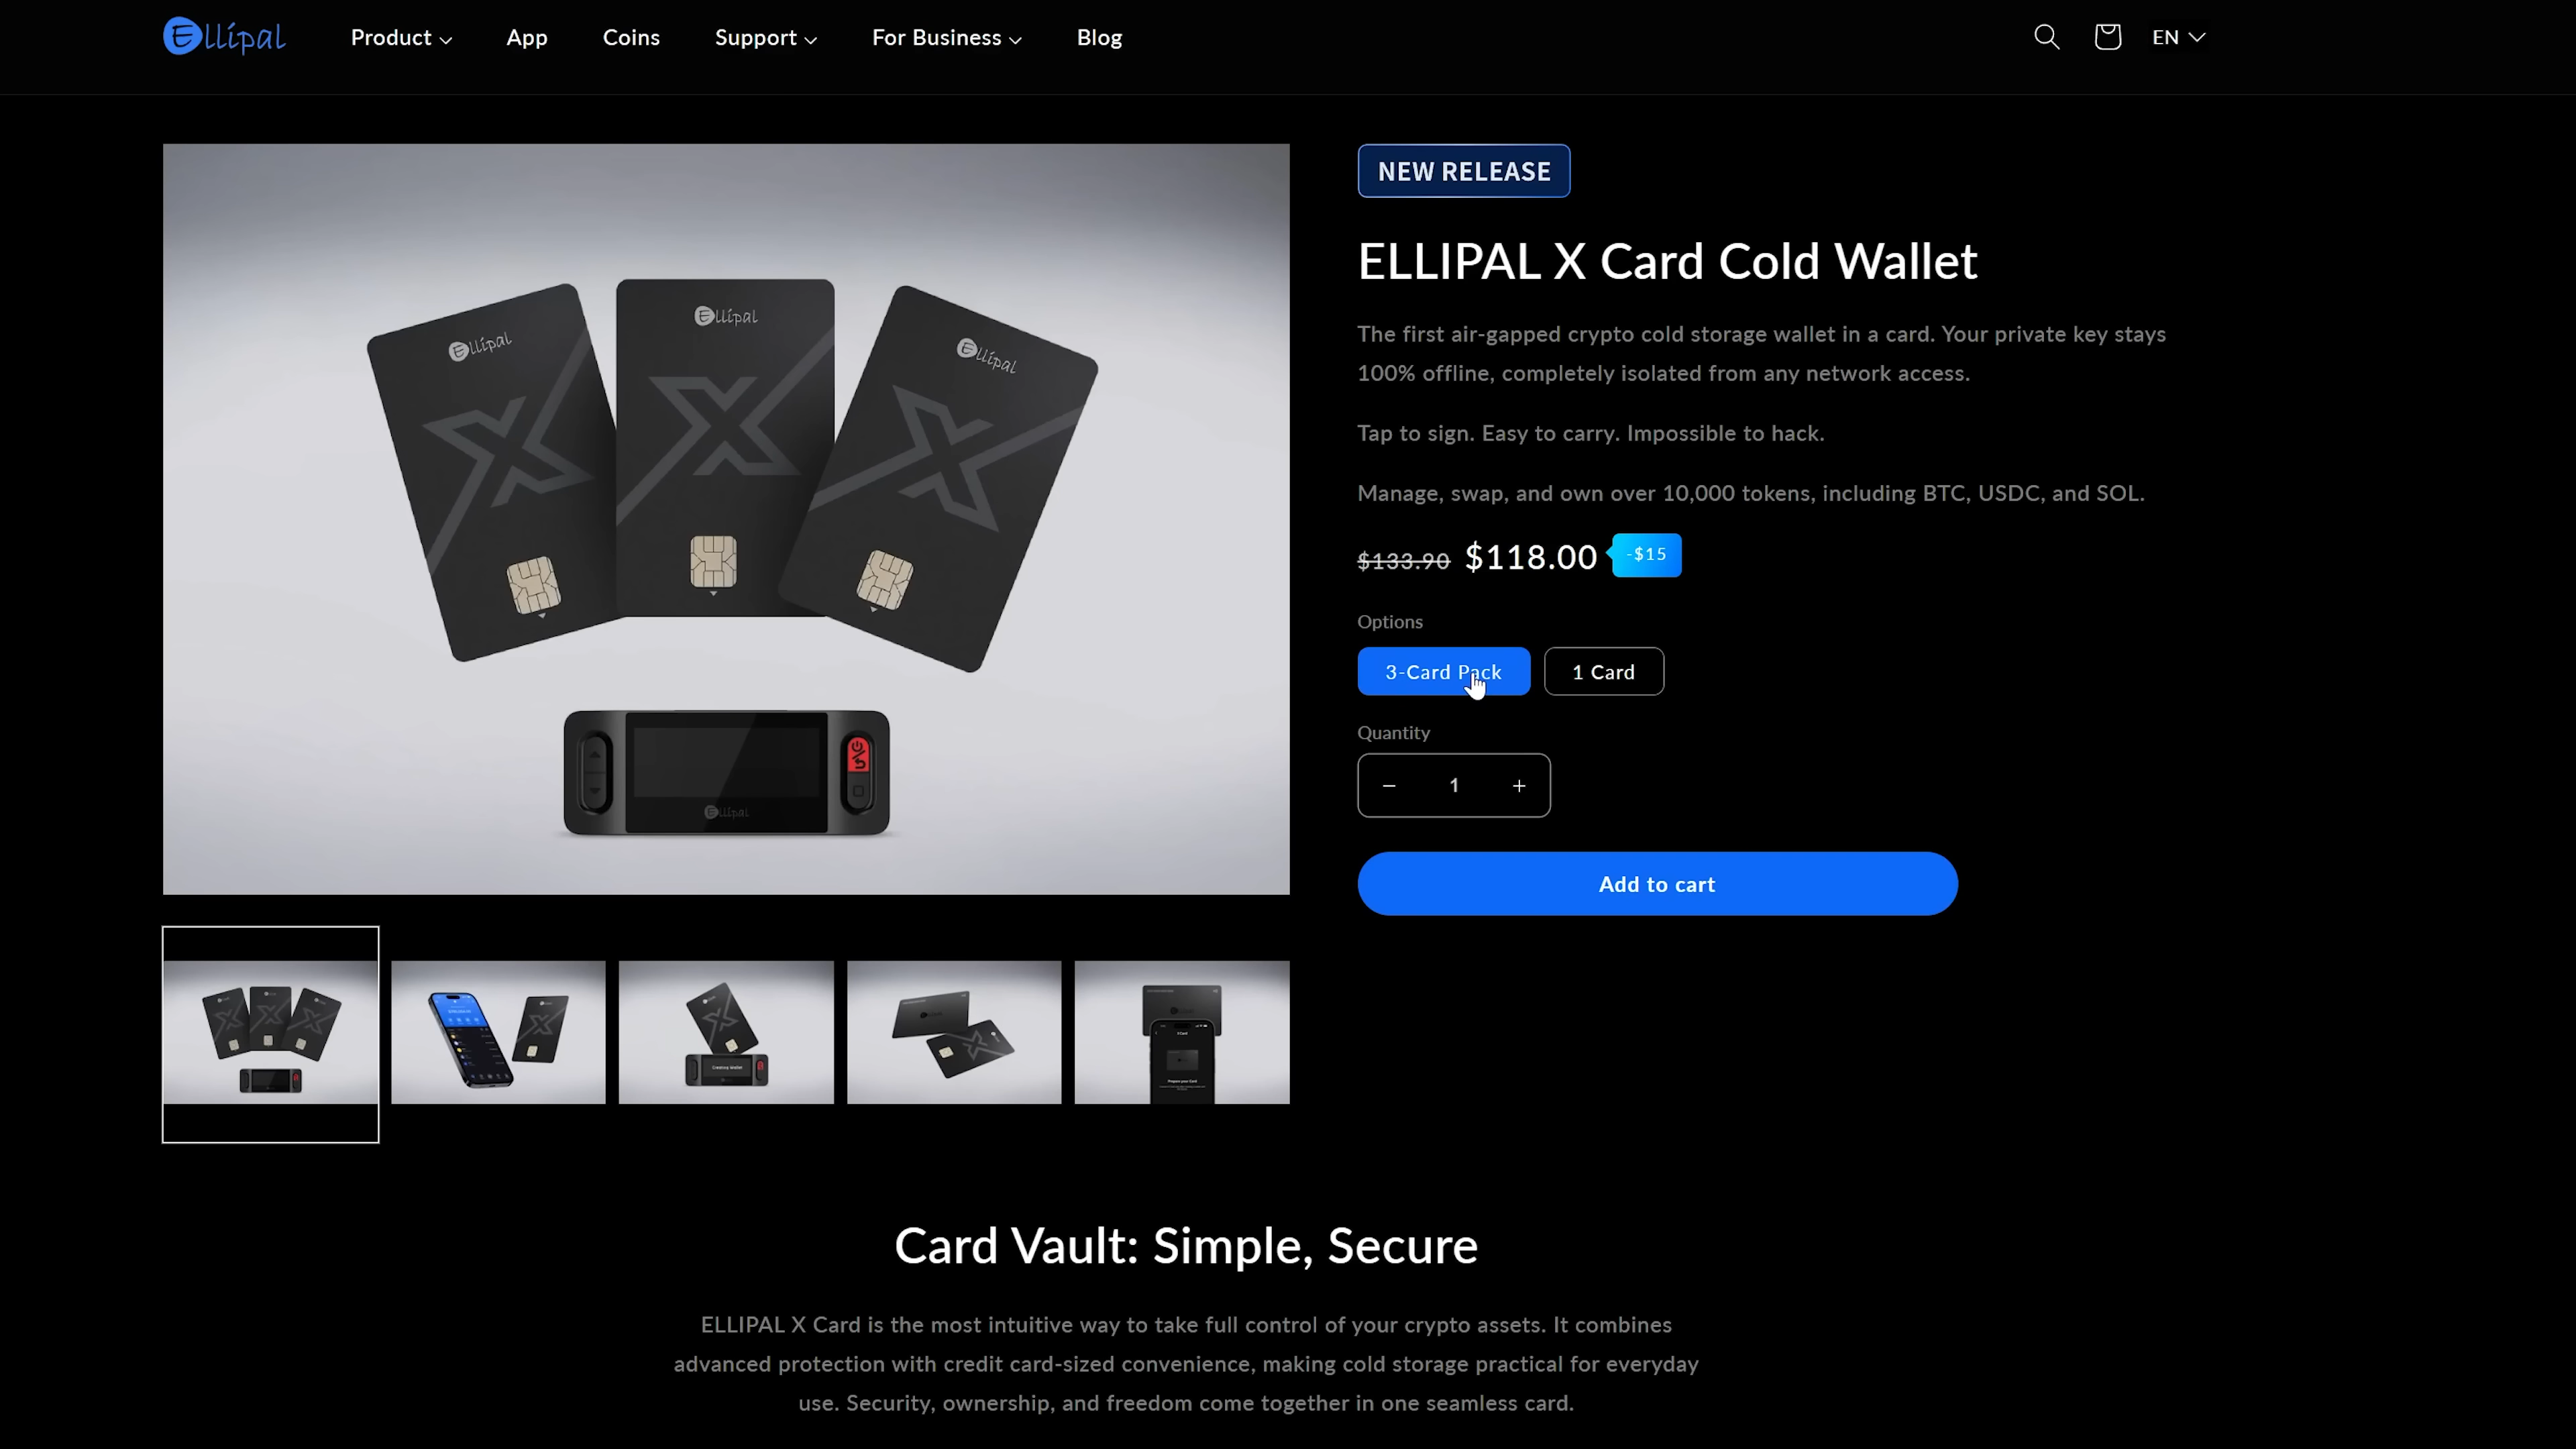 Ellipal
Product
App
Coins
Support
For Business
Blog
EN
Ellipal
Ellipal
Ellipal
Ellipal
NEW RELEASE
ELLIPAL X Card Cold Wallet
The first air-gapped crypto cold storage wallet in a card. Your private key stays
100% offline, completely isolated from any network access.
Tap to sign. Easy to carry. Impossible to hack.
Manage, swap, and own over 10,000 tokens, including BTC, USDC, and SOL.
$133.90 $118.00 -$15
Options
3-Card Pack
1 Card
Quantity
− 1 +
Add to cart
Creating Wallet
Card Vault: Simple, Secure
ELLIPAL X Card is the most intuitive way to take full control of your crypto assets. It combines
advanced protection with credit card-sized convenience, making cold storage practical for everyday
use. Security, ownership, and freedom come together in one seamless card.